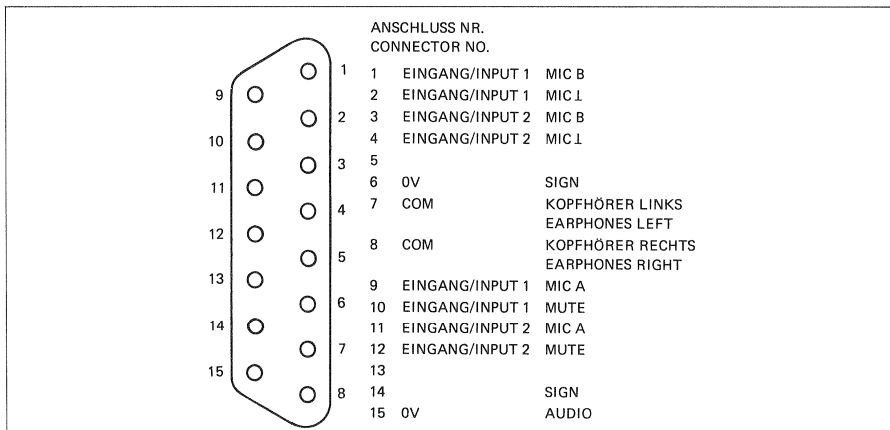 ANSCHLUSS NR.
CONNECTOR NO.
1 EINGANG/INPUT 1 MIC B
2 EINGANG/INPUT 1 MIC ⊥
3 EINGANG/INPUT 2 MIC B
4 EINGANG/INPUT 2 MIC ⊥
5
6 0V SIGN
7 COM KOPFHÖRER LINKS
EARPHONES LEFT
8 COM KOPFHÖRER RECHTS
EARPHONES RIGHT
9 EINGANG/INPUT 1 MIC A
10 EINGANG/INPUT 1 MUTE
11 EINGANG/INPUT 2 MIC A
12 EINGANG/INPUT 2 MUTE
13
14 SIGN
15 0V AUDIO
1
9
2
10
3
11
4
12
5
13
6
14
7
15
8